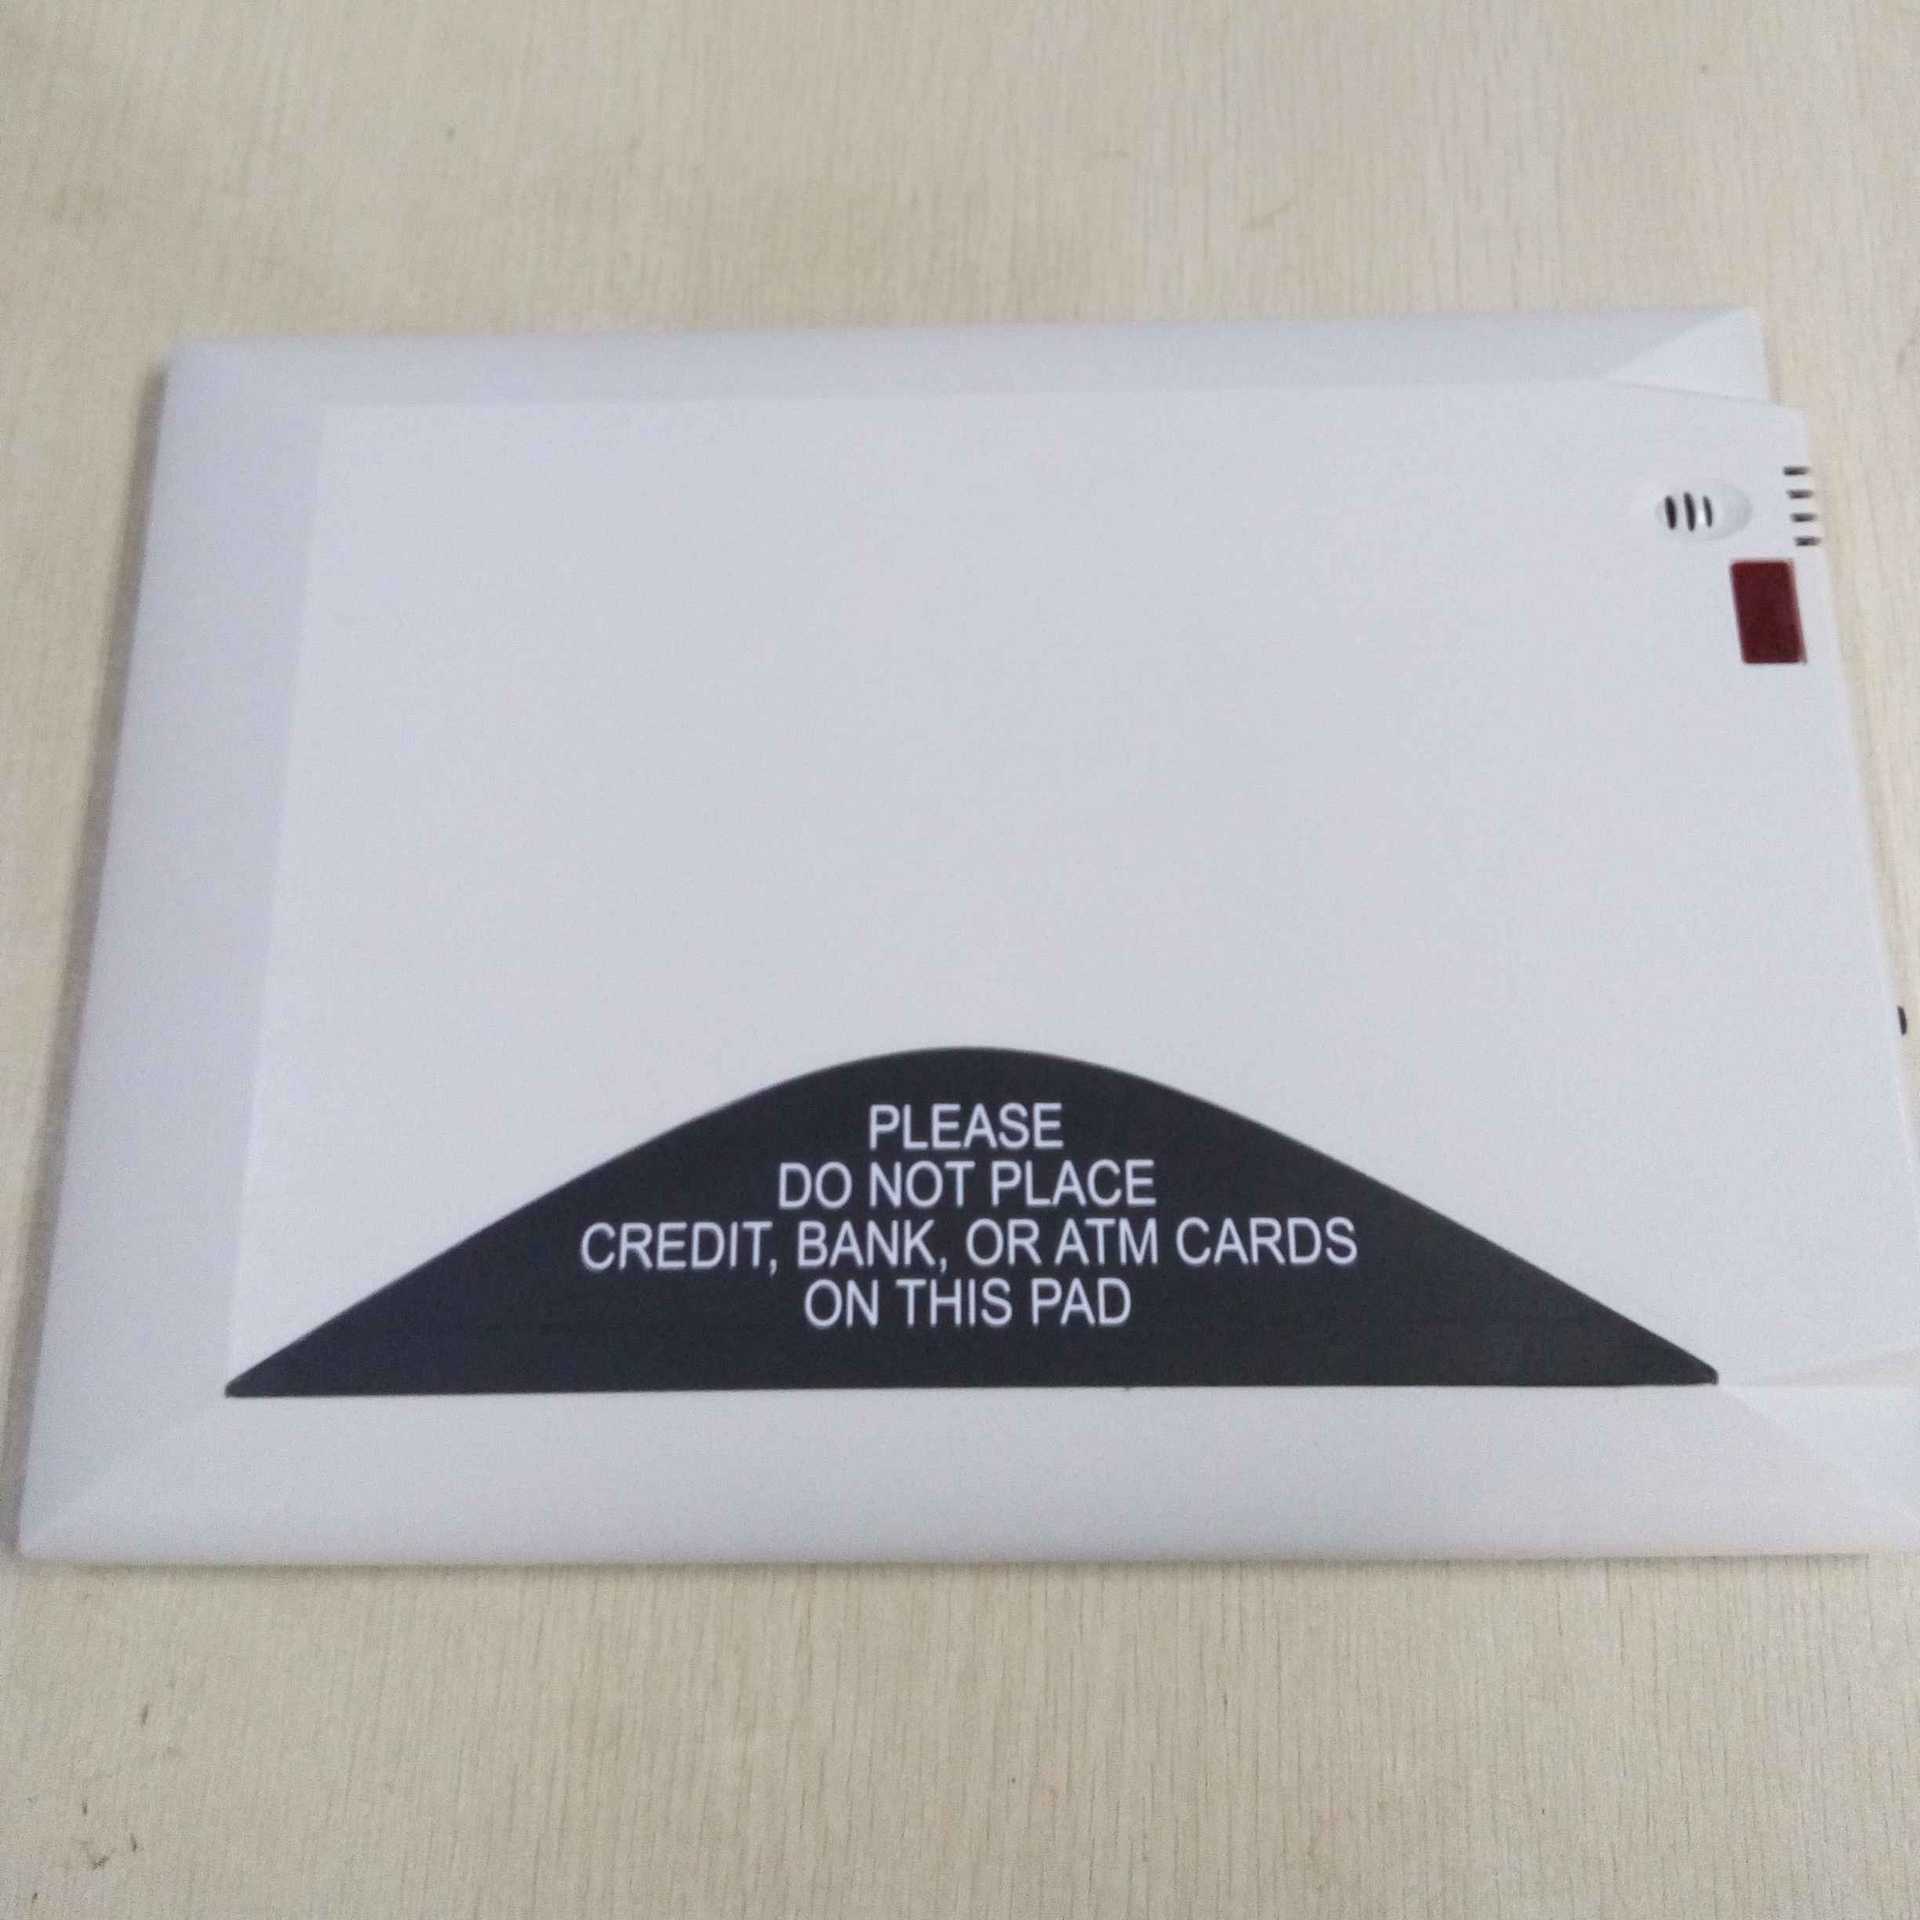 PLEASE
DO NOT PLACE
CREDIT, BANK, OR ATM CARDS
ON THIS PAD